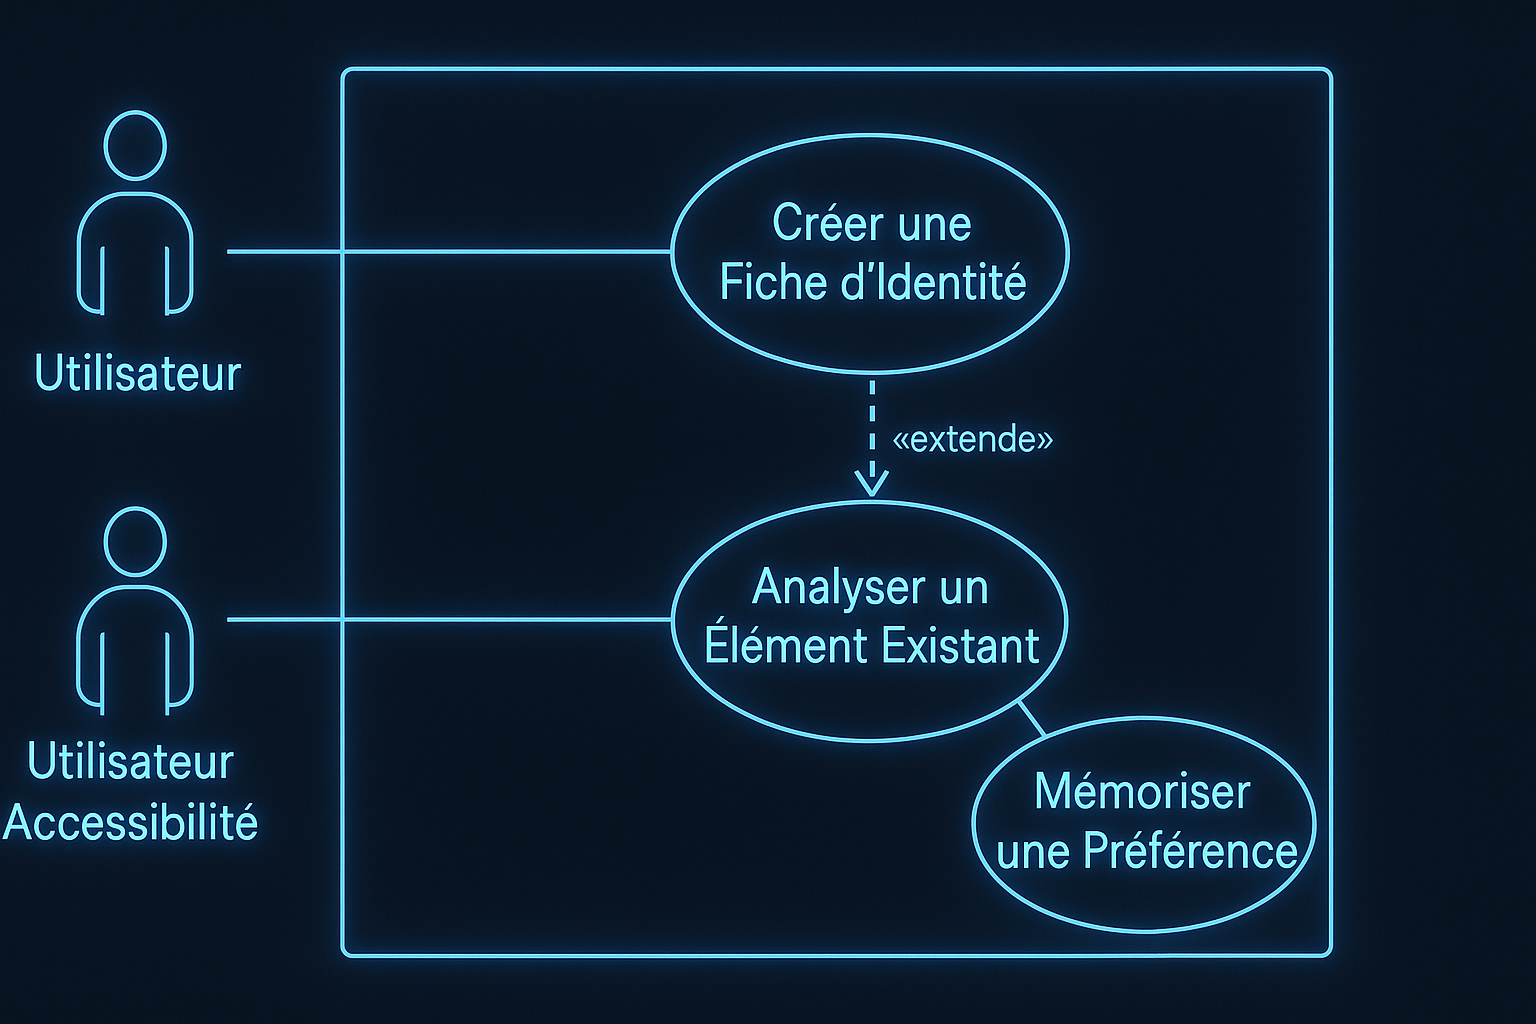 Créer une
Fiche d'Identité
Utilisateur
«extende»
Analyser un
Élément Existant
Utilisateur
Accessibilité
Mémoriser
une Préférence